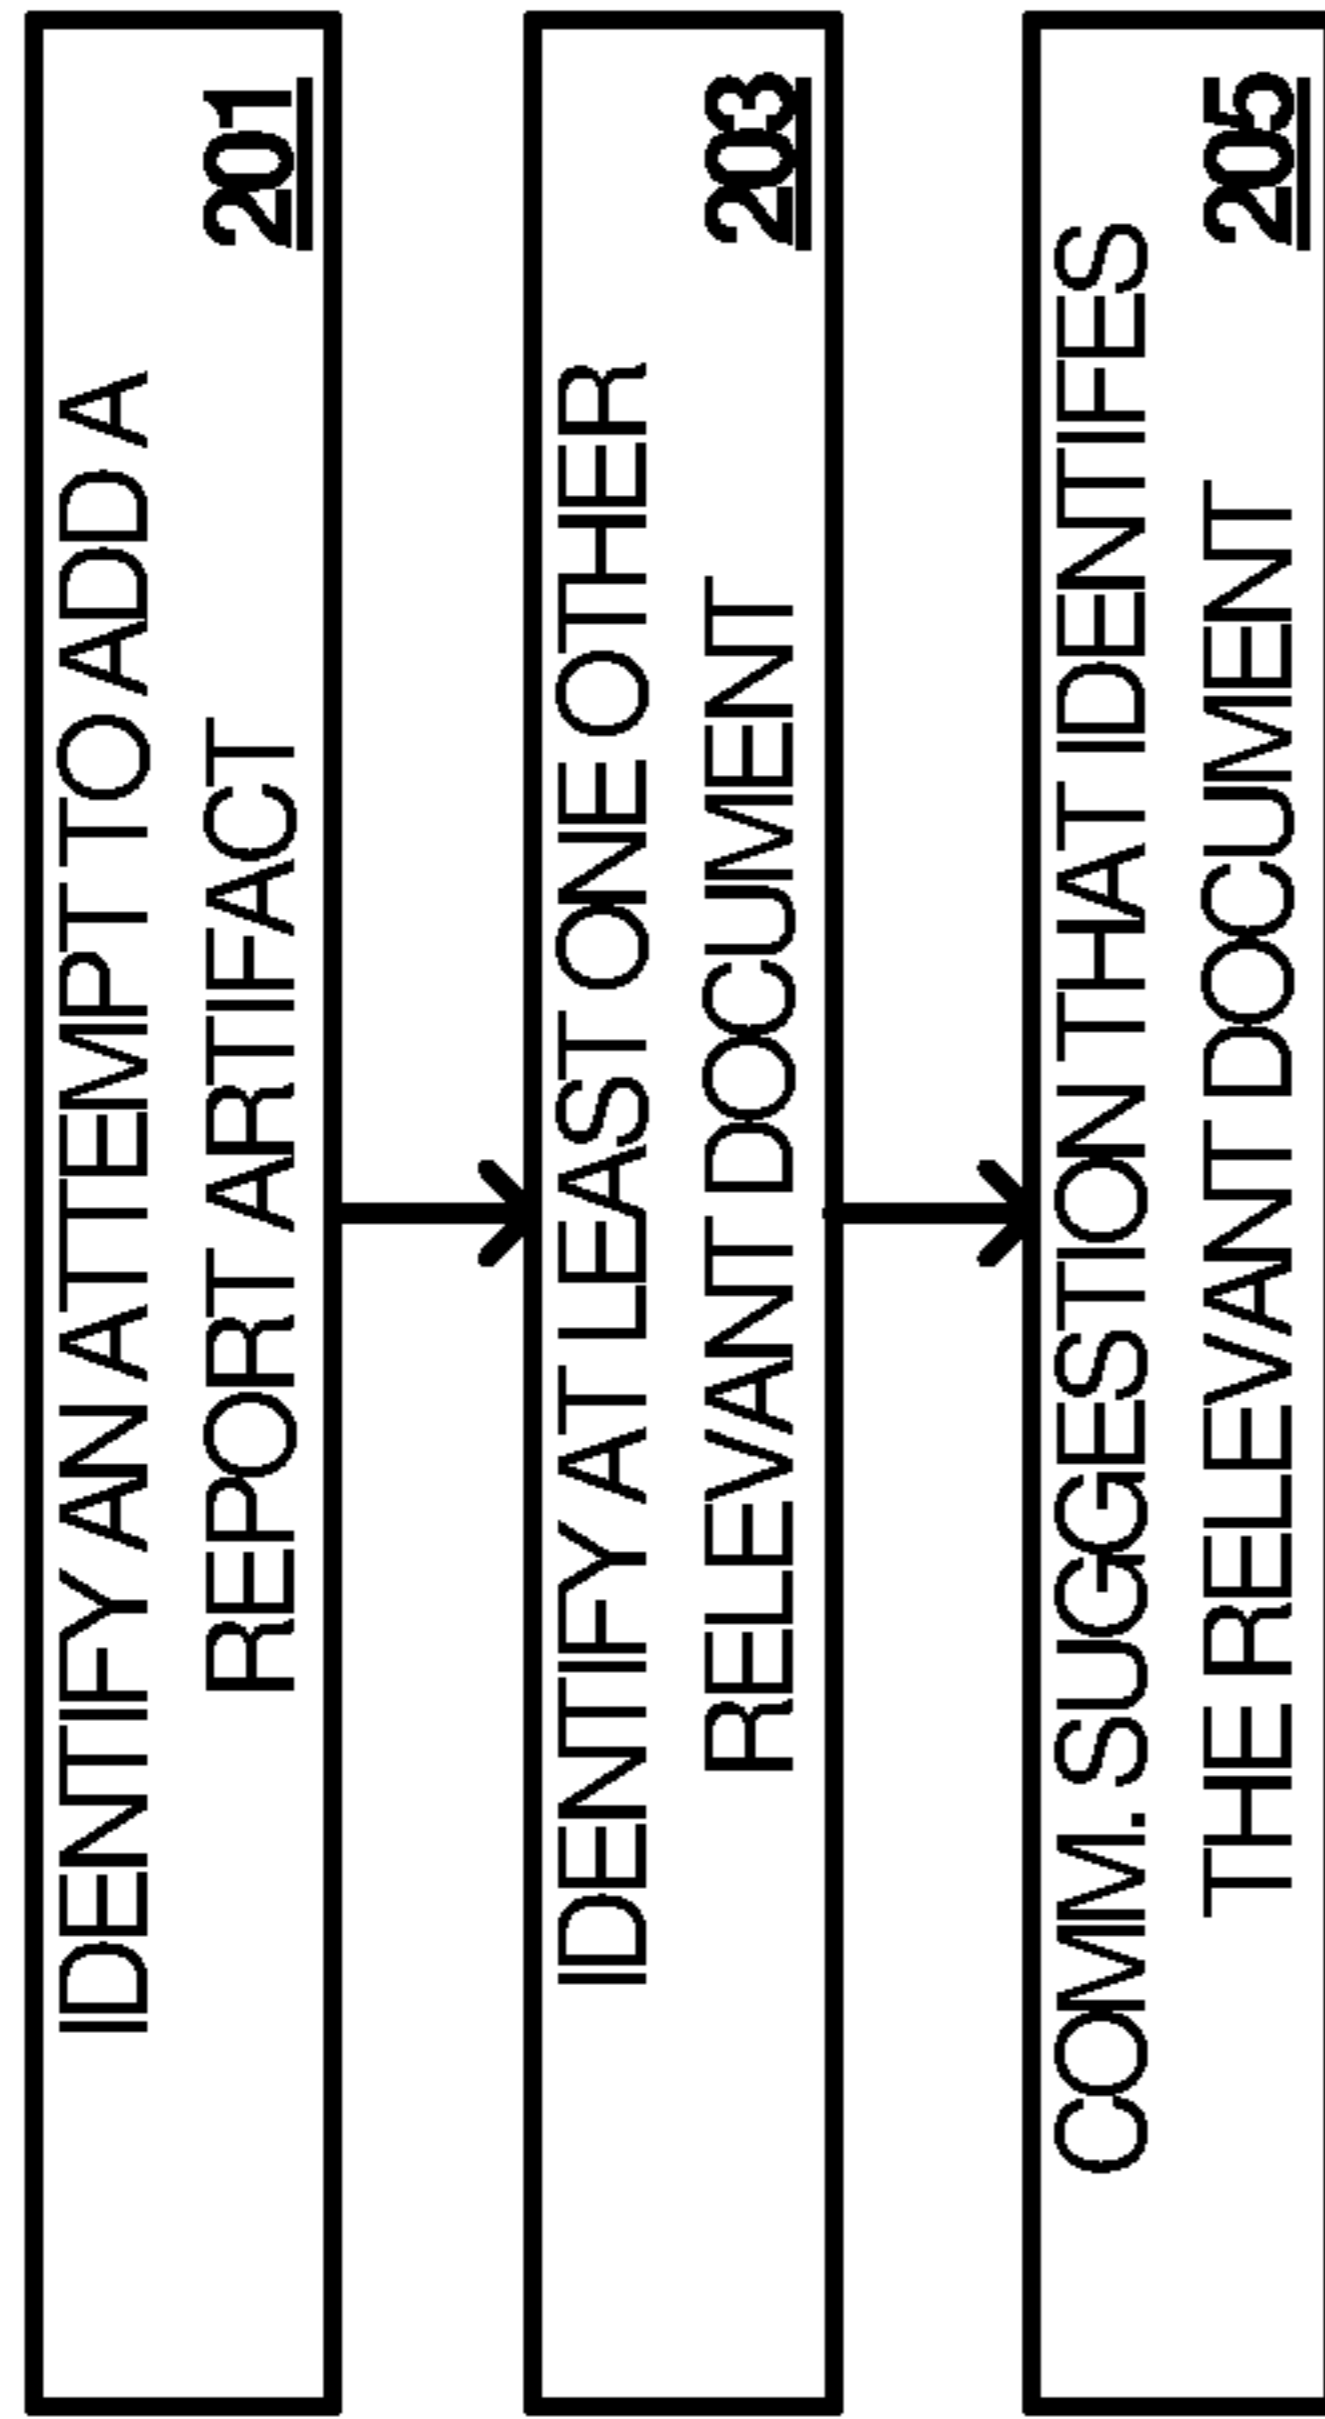 IDENTIFY AN ATTEMPT TO ADD A
REPORT ARTIFACT 201
IDENTIFY AT LEAST ONE OTHER
RELEVANT DOCUMENT 203
COMM. SUGGESTION THAT IDENTIFES
THE RELEVANT DOCUMENT 205